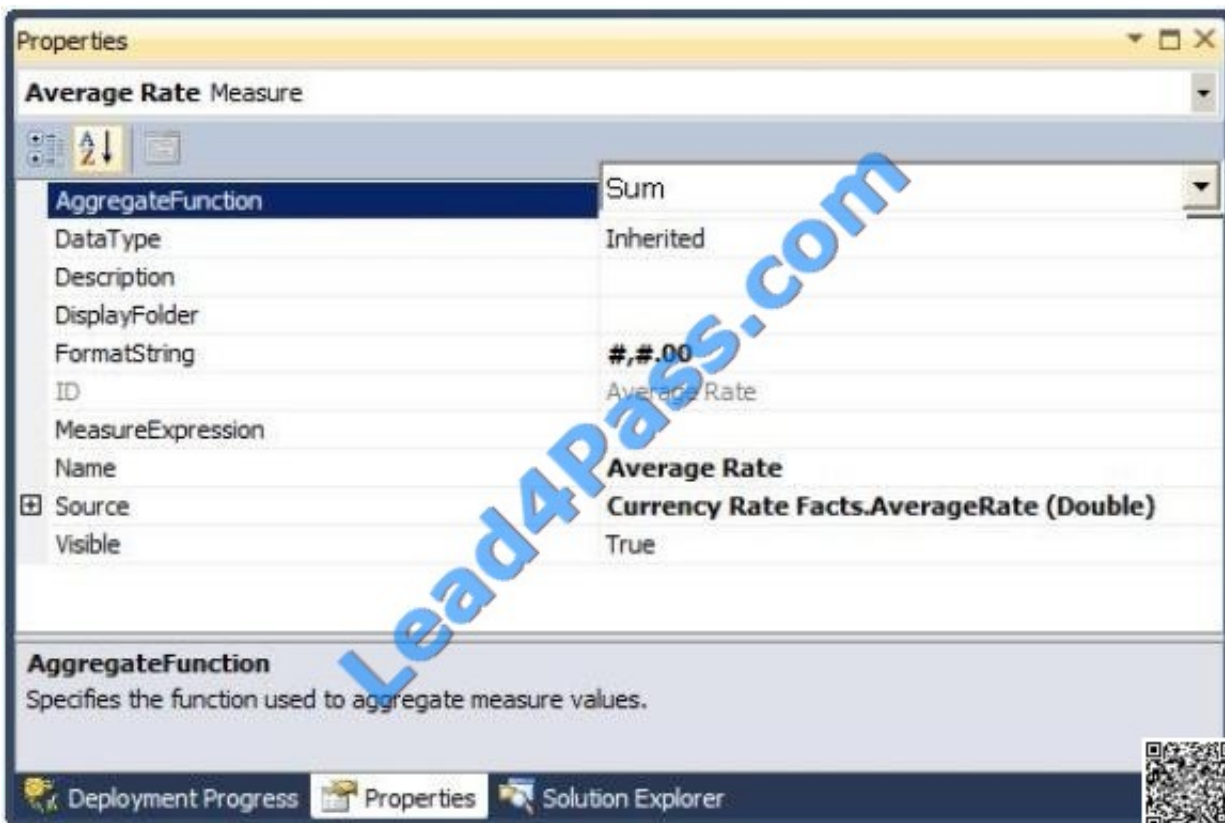 Properties
Average Rate Measure
AggregateFunction Sum
DataType Inherited
Description
DisplayFolder
FormatString #,#.00
ID Average Rate
MeasureExpression
Name Average Rate
Source Currency Rate Facts.AverageRate (Double)
Visible True
AggregateFunction
Specifies the function used to aggregate measure values.
Deployment Progress Properties Solution Explorer
Lead4Pass.com